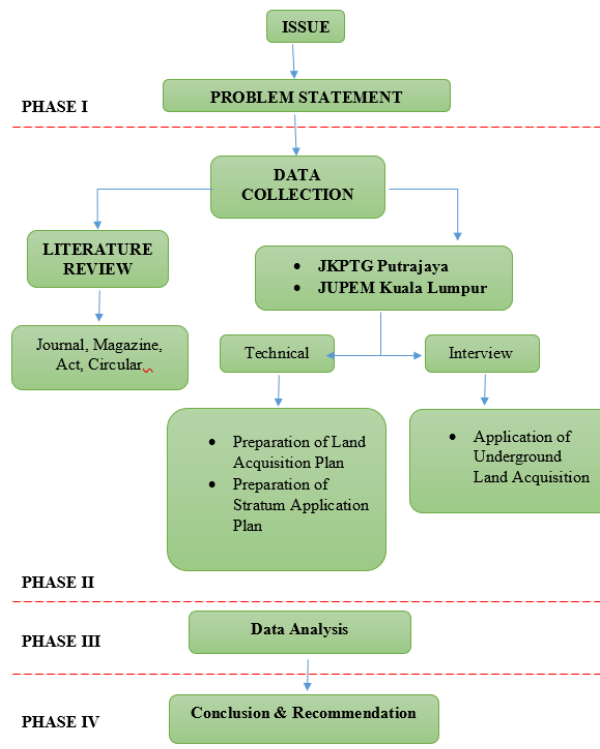 ISSUE
PROBLEM STATEMENT
PHASE I
DATA
COLLECTION
LITERATURE
REVIEW
• JKPTG Putrajaya
• JUPEM Kuala Lumpur
Journal, Magazine,
Act, Circular
Technical
Interview
• Preparation of Land
Acquisition Plan
• Preparation of
Stratum Application
Plan
• Application of
Underground
Land Acquisition
PHASE II
Data Analysis
PHASE III
Conclusion & Recommendation
PHASE IV